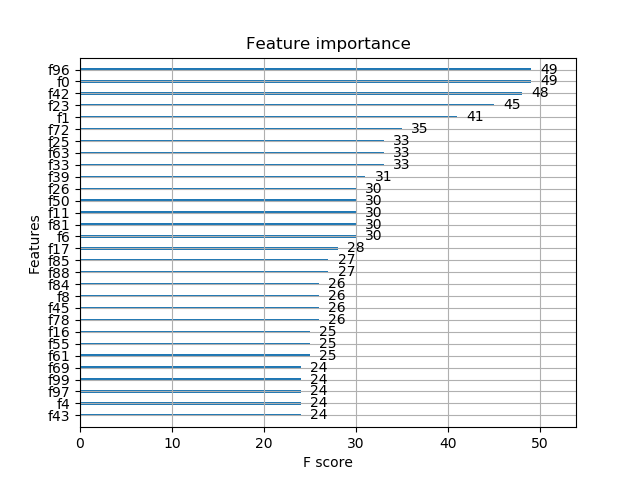 Feature importance
f96 49
f0 49
f42 48
f23 45
f1 41
f72 35
f25 33
f63 33
f33 33
f39 31
f26 30
f50 30
f11 30
f81 30
f6 30
f17 28
f85 27
f88 27
f84 26
f8 26
f45 26
f78 26
f16 25
f55 25
f61 25
f69 24
f99 24
f97 24
f4 24
f43 24
Features
0 10 20 30 40 50
F score